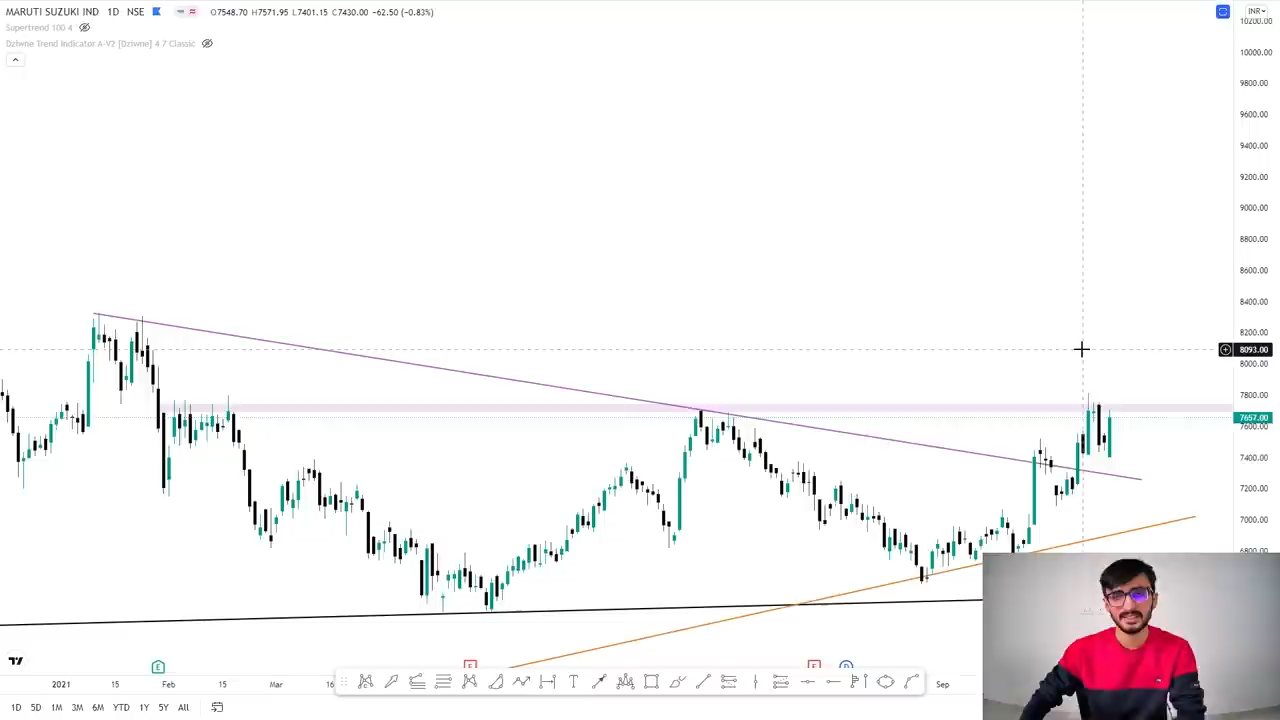 MARUTI SUZUKI IND 1D NSE O7548.70 H7571.95 L7401.15 C7430.00 −62.50 (−0.83%) INR
Supertrend 100 4
Dziwne Trend Indicator A-V2 [Dziwne] 4 7 Classic
10200.00
10000.00
9800.00
9600.00
9400.00
9200.00
9000.00
8800.00
8600.00
8400.00
8200.00
8093.00
8000.00
7800.00
7657.00
7600.00
7400.00
7200.00
7000.00
6800.00
E E E D
2021 15 Feb 15 Mar 16 Sep
T
1D 5D 1M 3M 6M YTD 1Y 5Y All